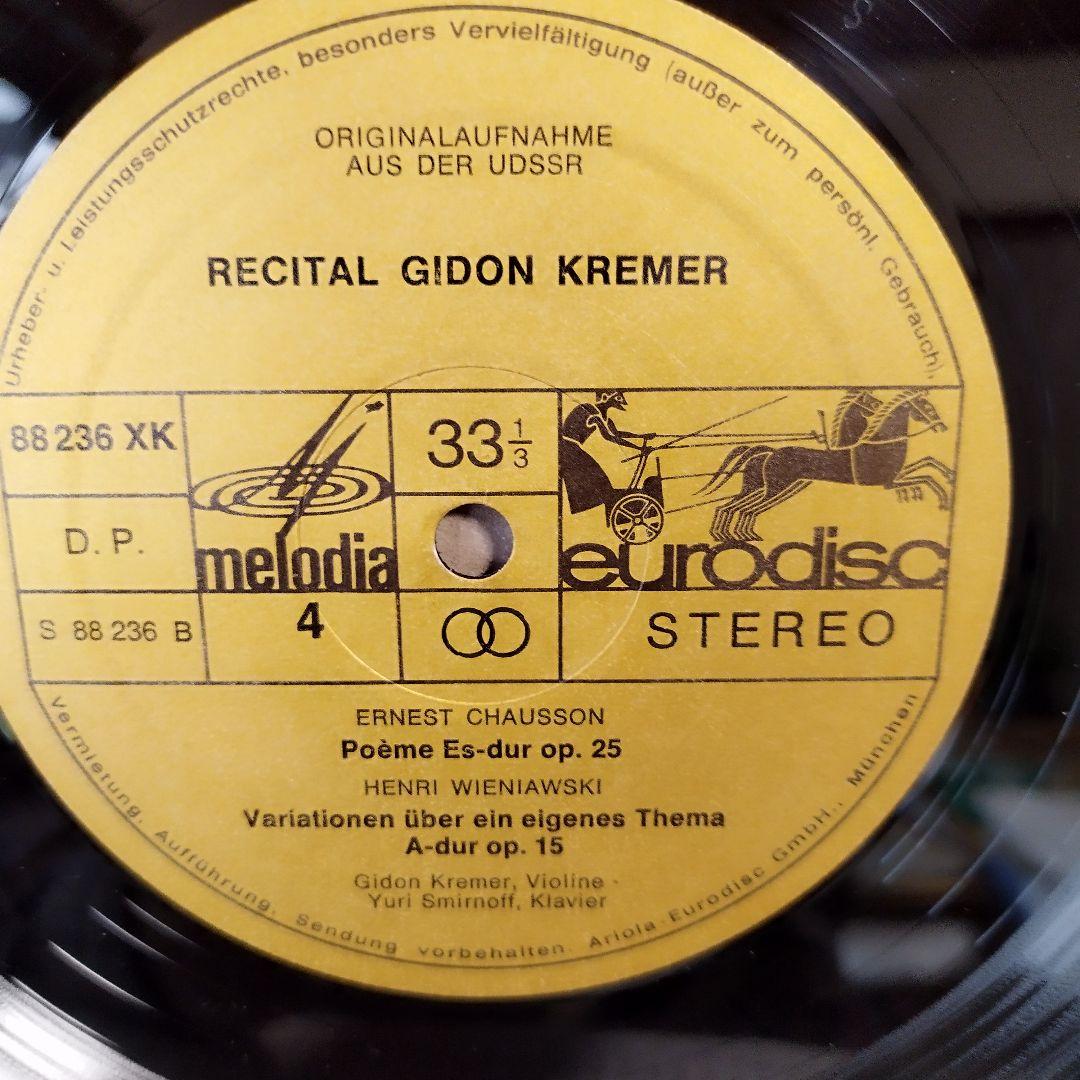 Urheber- u. Leistungsschutzrechte, besonders Vervielfältigung (außer zum persönl. Gebrauch),
ORIGINALAUFNAHME
AUS DER UDSSR
RECITAL GIDON KREMER
88 236 XK
33 1/3
D. P.
melodia
eurodisc
S 88 236 B
4
STEREO
ERNEST CHAUSSON
Poème Es-dur op. 25
HENRI WIENIAWSKI
Variationen über ein eigenes Thema
A-dur op. 15
Gidon Kremer, Violine -
Yuri Smirnoff, Klavier
Vermietung, Aufführung, Sendung vorbehalten. Ariola-Eurodisc GmbH., München